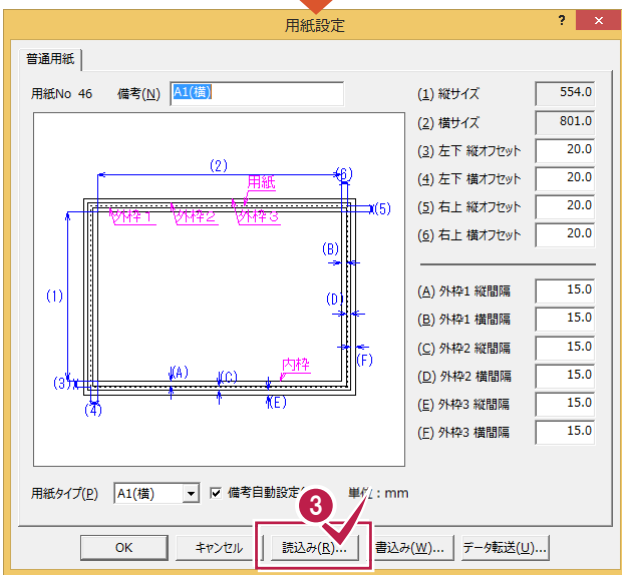 用紙設定
? ×
普通用紙
用紙No 46 備考(N) A1(横)
(1) 縦サイズ 554.0
(2) 横サイズ 801.0
(3) 左下 縦オフセット 20.0
(4) 左下 横オフセット 20.0
(5) 右上 縦オフセット 20.0
(6) 右上 横オフセット 20.0
(A) 外枠1 縦間隔 15.0
(B) 外枠1 横間隔 15.0
(C) 外枠2 縦間隔 15.0
(D) 外枠2 横間隔 15.0
(E) 外枠3 縦間隔 15.0
(F) 外枠3 横間隔 15.0
(2)
(6)
用紙
外枠1 外枠2 外枠3
(5)
(B)
(1)
(D)
(F)
内枠
(A)
(C)
(3)
(E)
(4)
用紙タイプ(P) A1(横) 備考自動設定 単位 : mm
3
OK キャンセル 読込み(R)... 書込み(W)... データ転送(U)...